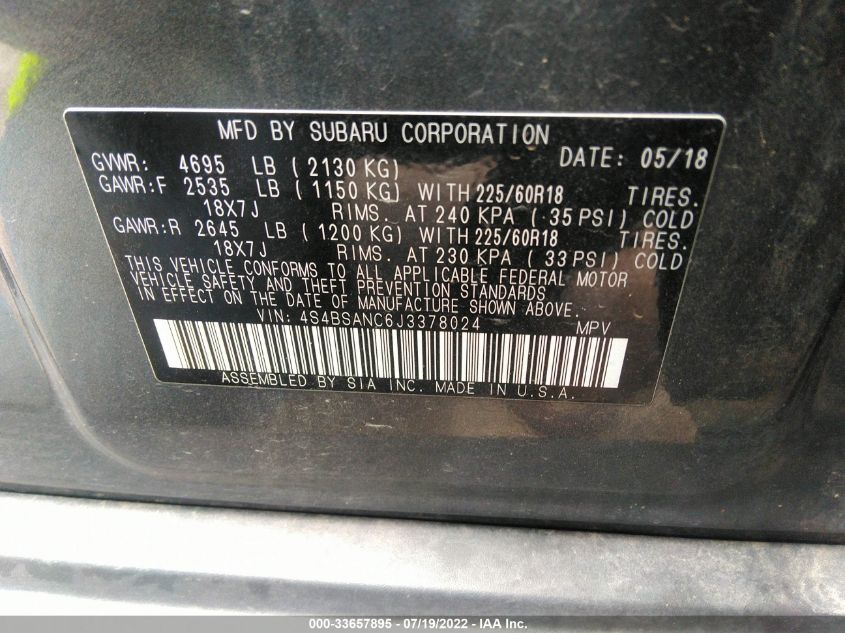 MFD BY SUBARU CORPORATION
GVWR: 4695 LB ( 2130 KG) DATE: 05/18
GAWR:F 2535 LB ( 1150 KG) WITH 225/60R18 TIRES.
18X7J RIMS. AT 240 KPA ( 35 PSI) COLD
GAWR:R 2645 LB ( 1200 KG) WITH 225/60R18 TIRES.
18X7J RIMS. AT 230 KPA ( 33 PSI) COLD
THIS VEHICLE CONFORMS TO ALL APPLICABLE FEDERAL MOTOR
VEHICLE SAFETY AND THEFT PREVENTION STANDARDS
IN EFFECT ON THE DATE OF MANUFACTURE SHOWN ABOVE.
VIN: 4S4BSANC6J3378024 MPV
ASSEMBLED BY SIA INC. MADE IN U.S.A.
000-33657895 - 07/19/2022 - IAA Inc.